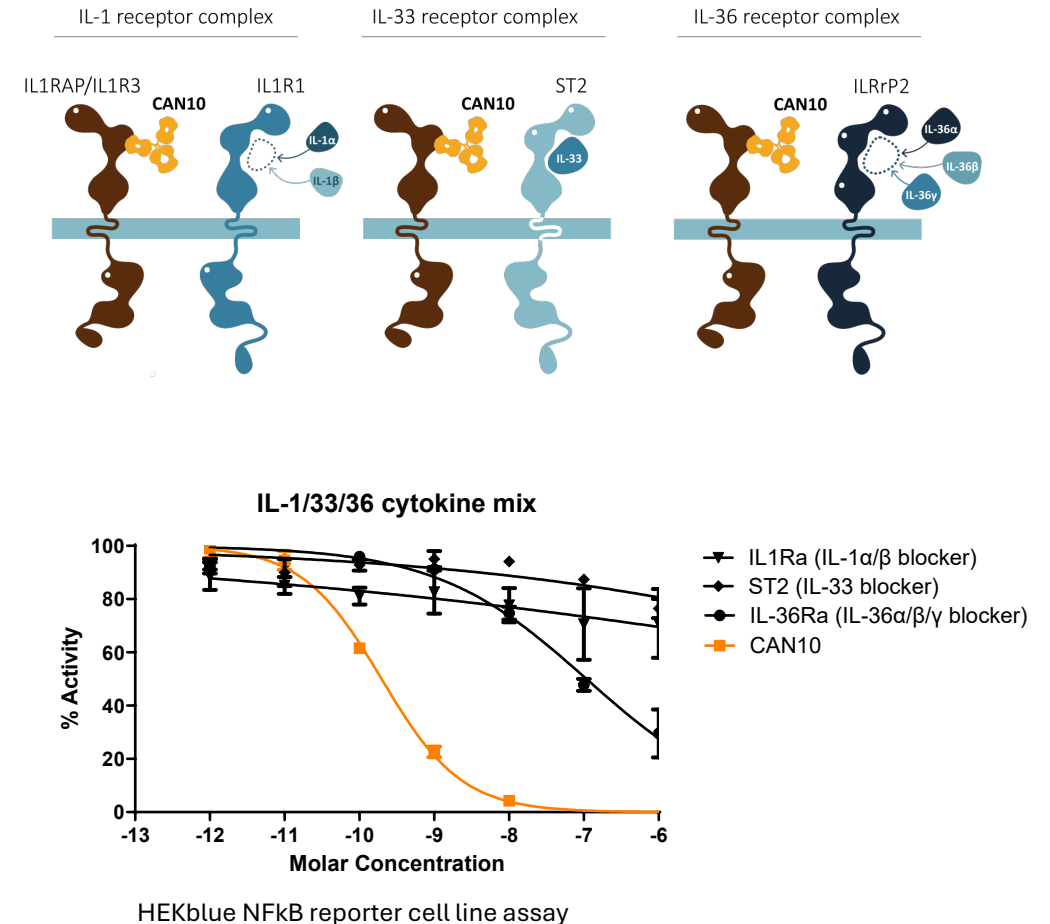 IL-1 receptor complex
IL-33 receptor complex
IL-36 receptor complex
IL1RAP/IL1R3
CAN10
IL1R1
IL-1α
IL-1β
CAN10
ST2
IL-33
CAN10
ILRrP2
IL-36α
IL-36β
IL-36γ
IL-1/33/36 cytokine mix
% Activity
100
80
60
40
20
0
-13 -12 -11 -10 -9 -8 -7 -6
Molar Concentration
IL1Ra (IL-1α/β blocker)
ST2 (IL-33 blocker)
IL-36Ra (IL-36α/β/γ blocker)
CAN10
HEKblue NFkB reporter cell line assay